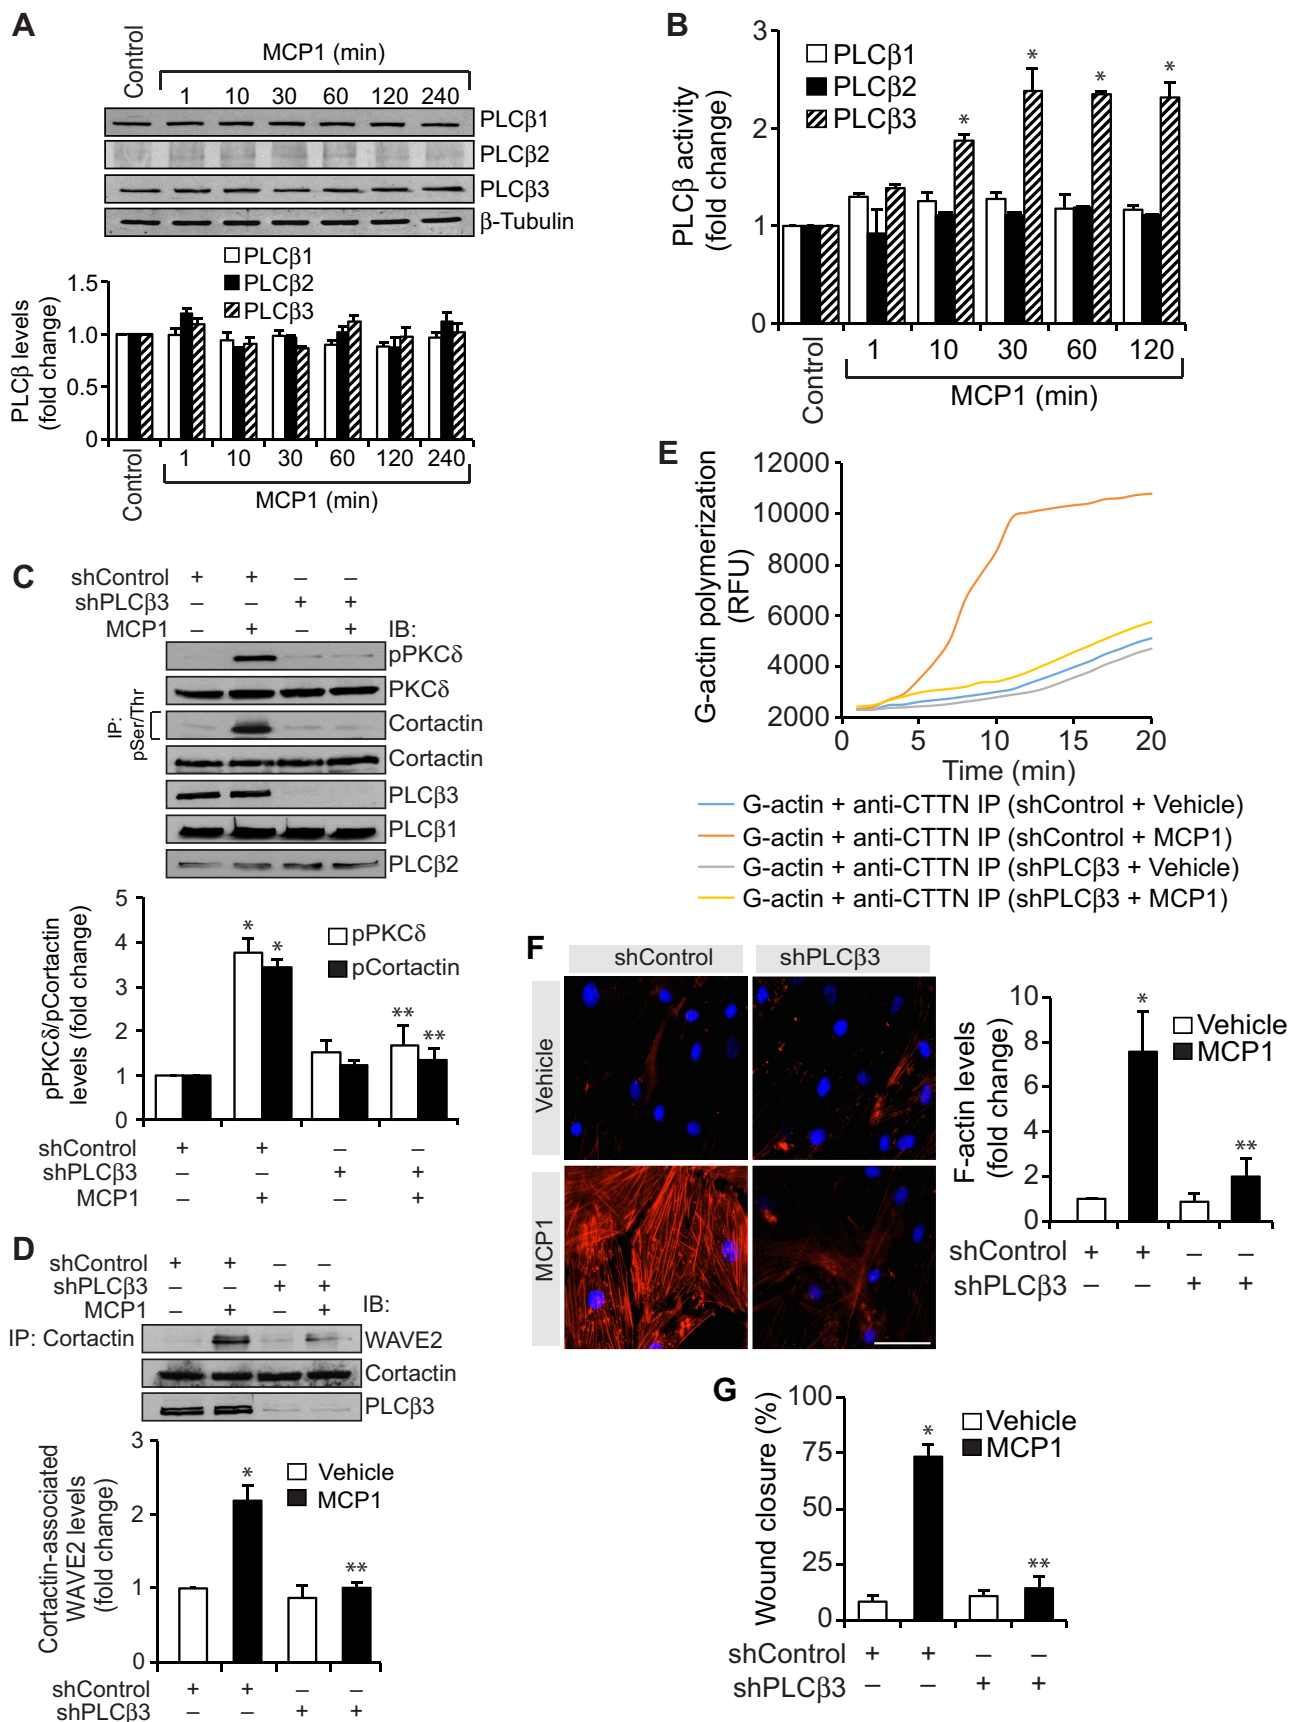 A
Control
MCP1 (min)
1 10 30 60 120 240
PLCβ1
PLCβ2
PLCβ3
β-Tubulin
PLCβ1
PLCβ2
PLCβ3
PLCβ levels
(fold change)
1.5
1.0
0.5
0
Control
1 10 30 60 120 240
MCP1 (min)
B
PLCβ activity
(fold change)
3
2
1
0
PLCβ1
PLCβ2
PLCβ3
* * * *
Control
1 10 30 60 120
MCP1 (min)
C
shControl + + – –
shPLCβ3 – – + +
MCP1 – + – + IB:
pPKCδ
PKCδ
IP:
pSer/Thr
Cortactin
Cortactin
PLCβ3
PLCβ1
PLCβ2
pPKCδ/pCortactin
levels (fold change)
5
4
3
2
1
0
pPKCδ
pCortactin
* * ** **
shControl + + – –
shPLCβ3 – – + +
MCP1 – + – +
D
shControl + + – –
shPLCβ3 – – + +
MCP1 – + – + IB:
IP: Cortactin
WAVE2
Cortactin
PLCβ3
Cortactin-associated
WAVE2 levels
(fold change)
3
2
1
0
Vehicle
MCP1
* **
shControl + + – –
shPLCβ3 – – + +
E
G-actin polymerization
(RFU)
12000
10000
8000
6000
4000
2000
0 5 10 15 20
Time (min)
G-actin + anti-CTTN IP (shControl + Vehicle)
G-actin + anti-CTTN IP (shControl + MCP1)
G-actin + anti-CTTN IP (shPLCβ3 + Vehicle)
G-actin + anti-CTTN IP (shPLCβ3 + MCP1)
F
shControl shPLCβ3
Vehicle
MCP1
F-actin levels
(fold change)
10
8
6
4
2
0
Vehicle
MCP1
* **
shControl + + – –
shPLCβ3 – – + +
G
Wound closure (%)
100
75
50
25
0
Vehicle
MCP1
* **
shControl + + – –
shPLCβ3 – – + +